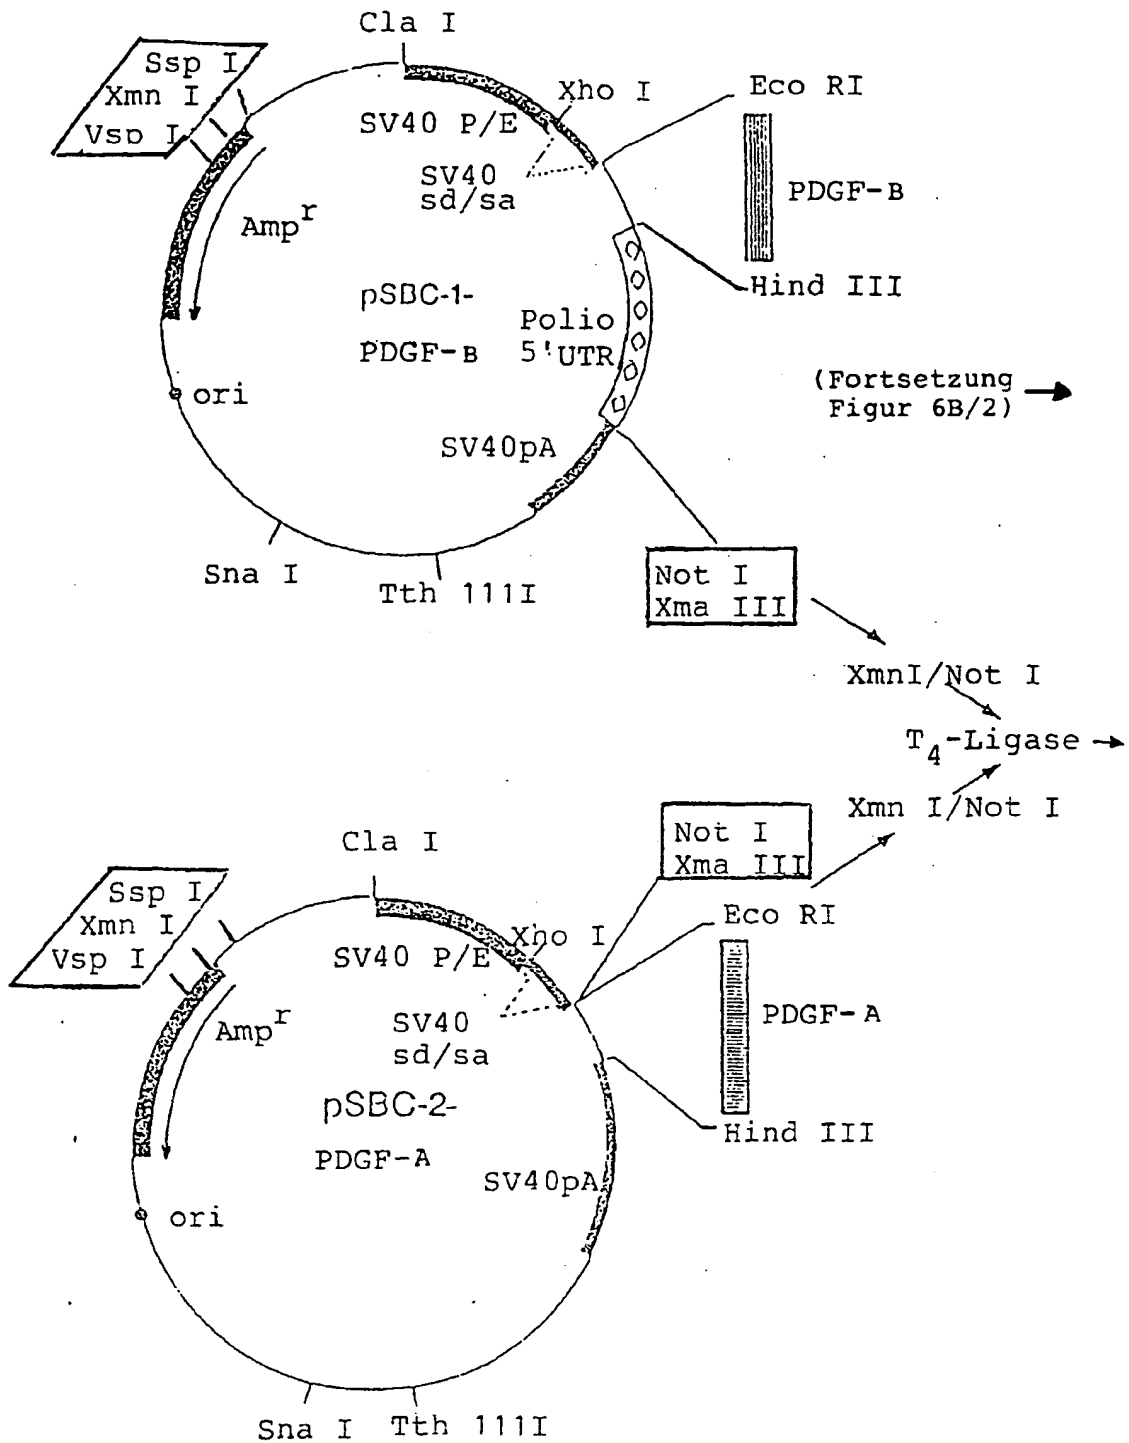 Cla I
Ssp I
Xmn I
Vsp I
Xho I
Eco RI
SV40 P/E
SV40
sd/sa
PDGF-B
Amp r
Hind III
pSBC-1-
PDGF-B
Polio
5'UTR
(Fortsetzung
Figur 6B/2)
ori
SV40pA
Sna I
Tth 111I
Not I
Xma III
XmnI/Not I
T4-Ligase
Xmn I/Not I
Not I
Xma III
Cla I
Ssp I
Xmn I
Vsp I
Xho I
Eco RI
SV40 P/E
SV40
sd/sa
PDGF-A
Amp r
pSBC-2-
PDGF-A
Hind III
SV40pA
ori
Sna I
Tth 111I